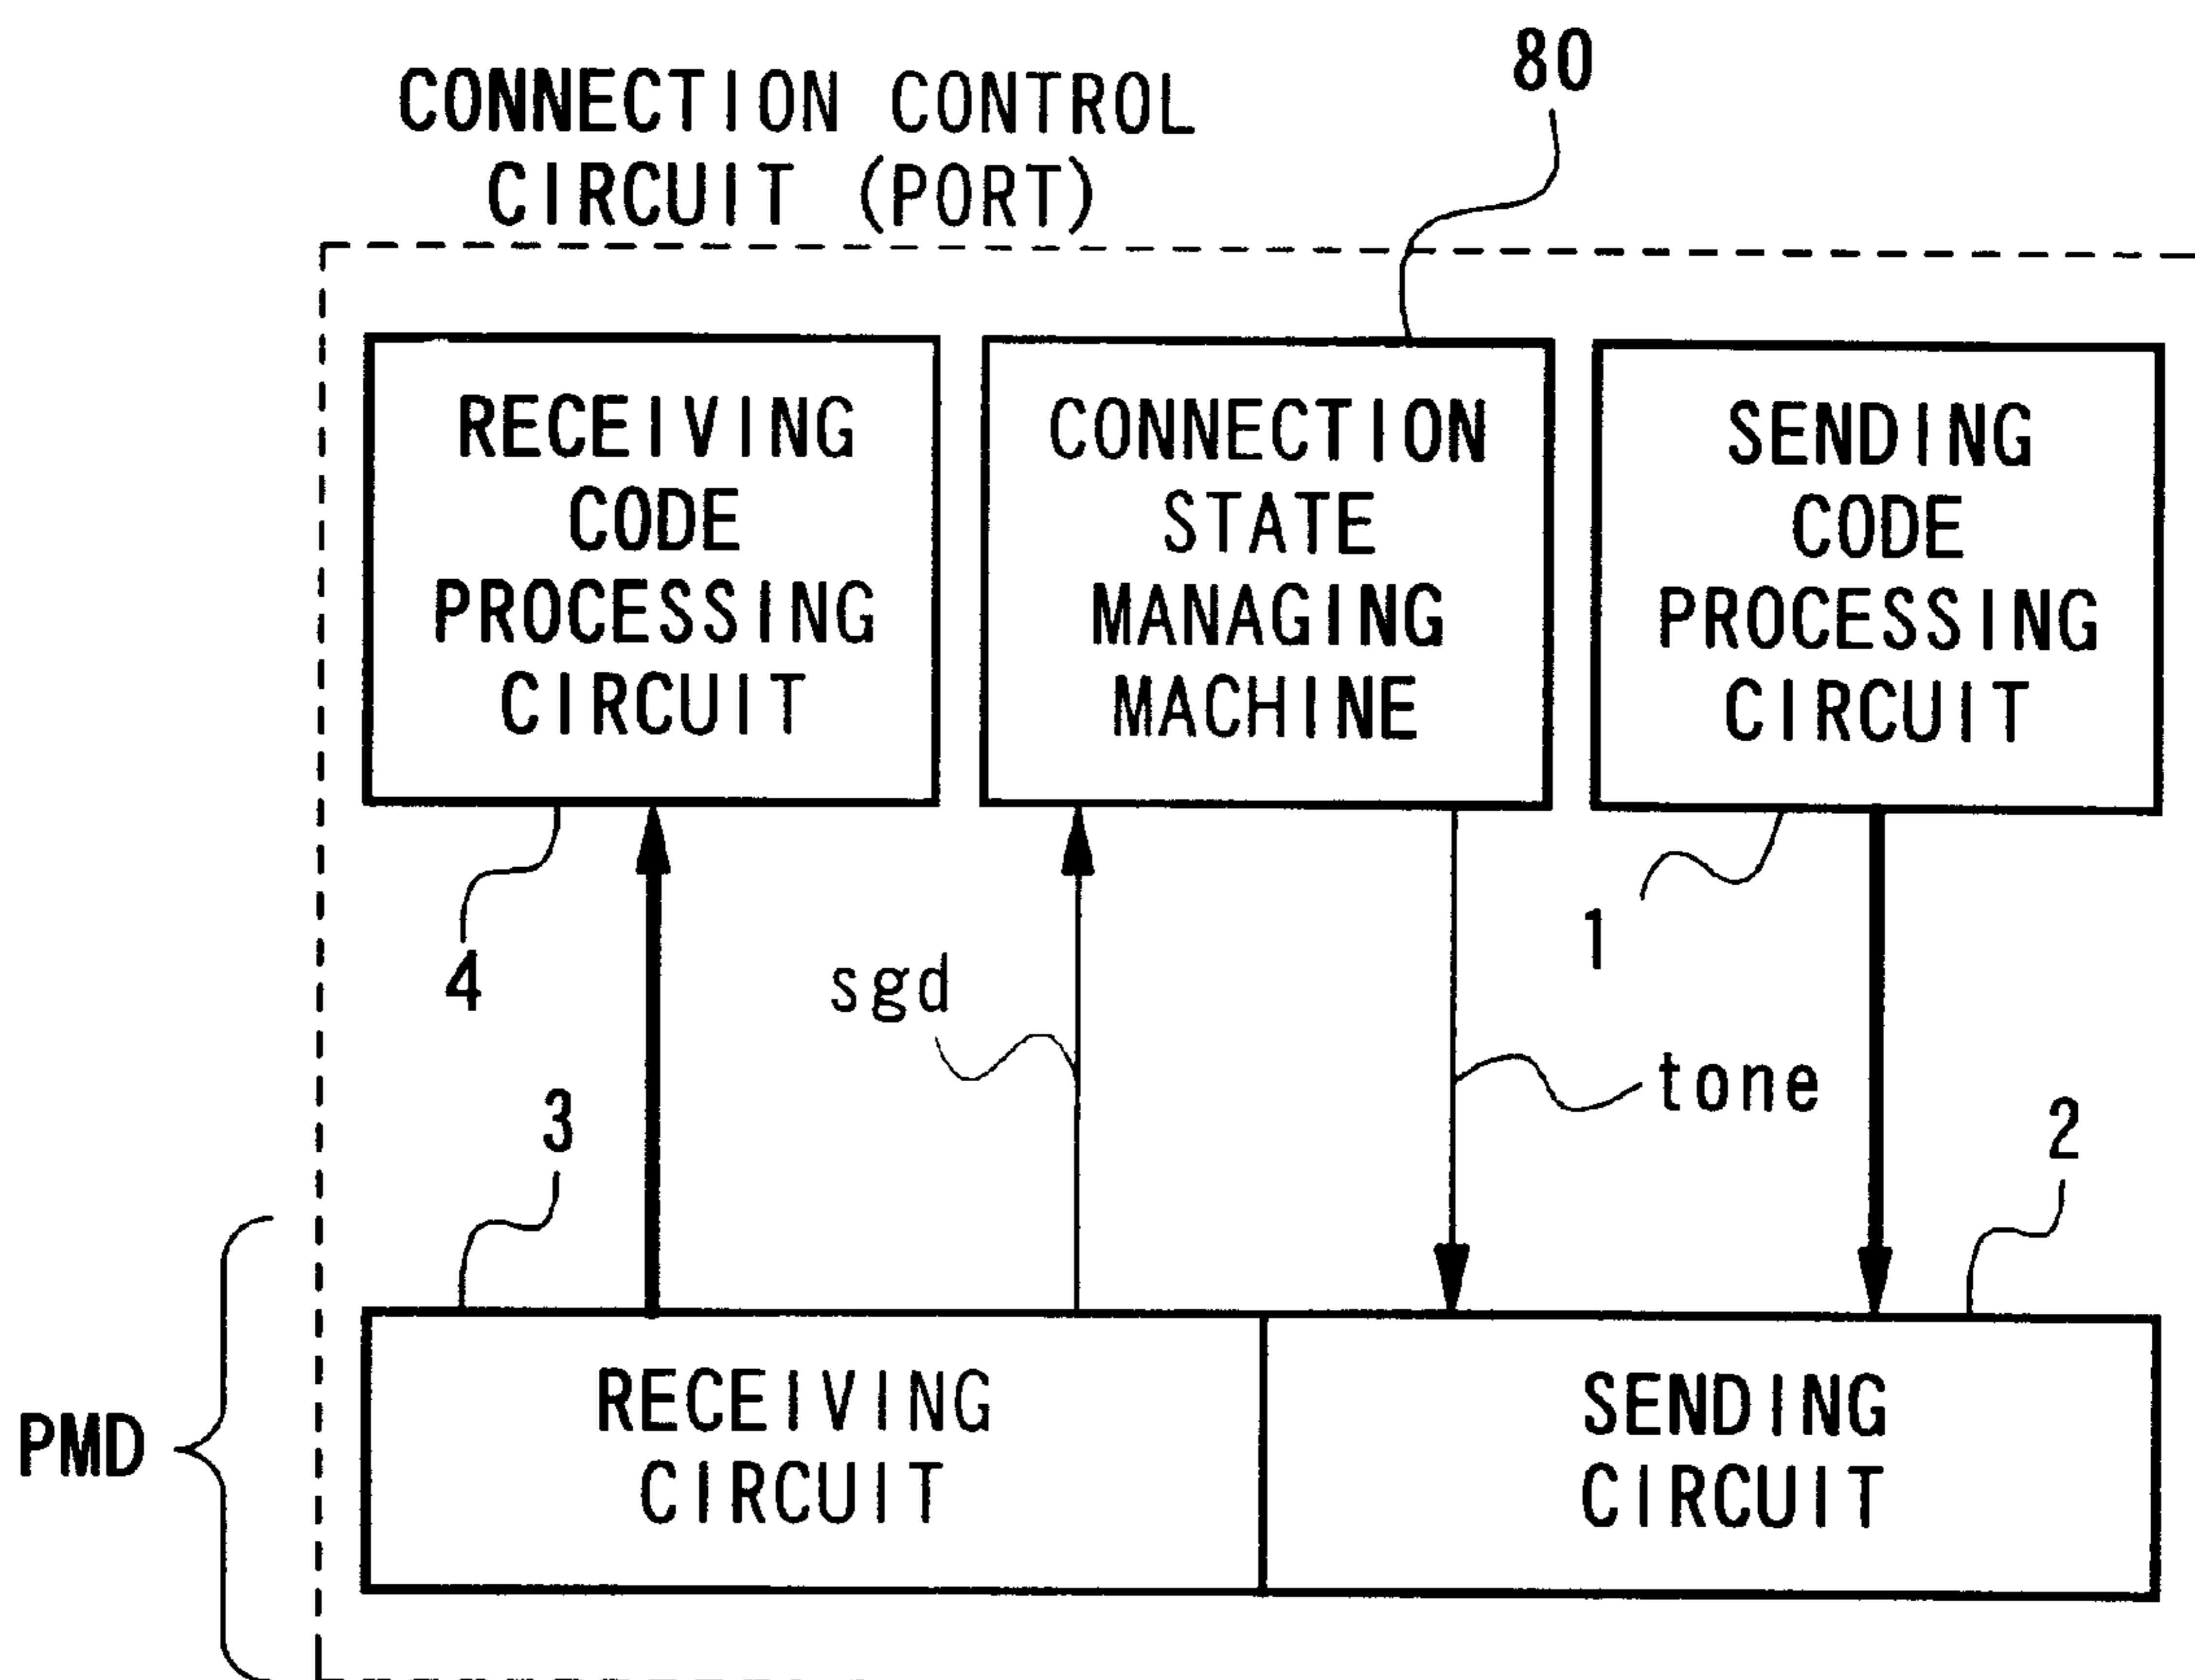 80
CONNECTION CONTROL
CIRCUIT (PORT)
RECEIVING
CODE
PROCESSING
CIRCUIT
CONNECTION
STATE
MANAGING
MACHINE
SENDING
CODE
PROCESSING
CIRCUIT
4
sgd
1
tone
3
2
PMD
RECEIVING
CIRCUIT
SENDING
CIRCUIT